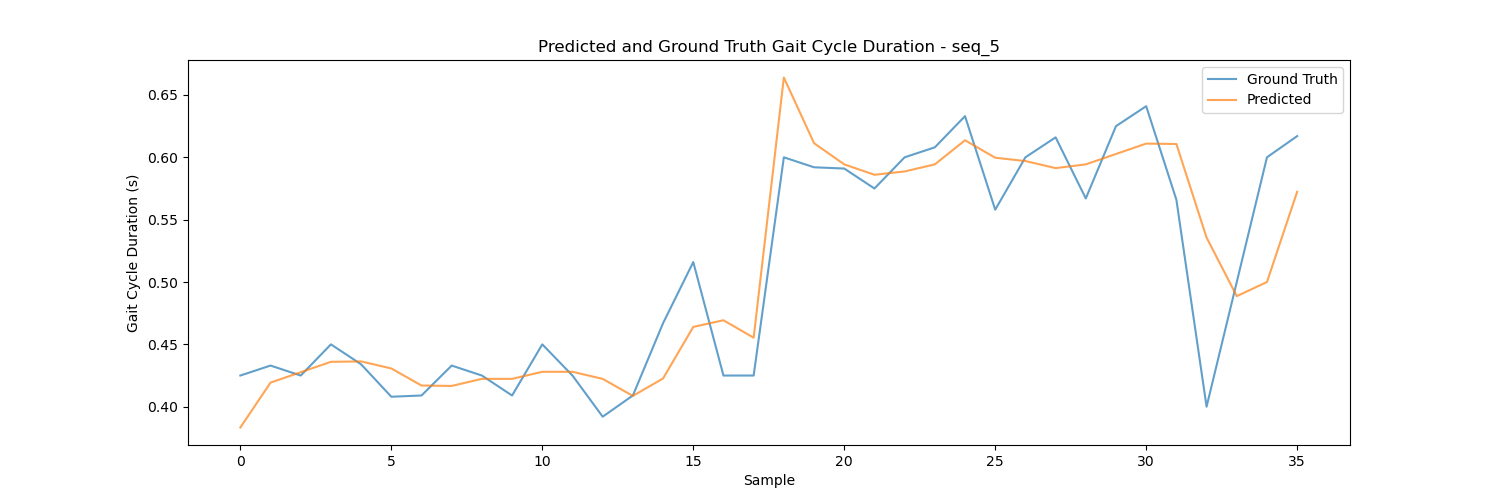 Predicted and Ground Truth Gait Cycle Duration - seq_5
Ground Truth
Predicted
Gait Cycle Duration (s)
0.65
0.60
0.55
0.50
0.45
0.40
0 5 10 15 20 25 30 35
Sample